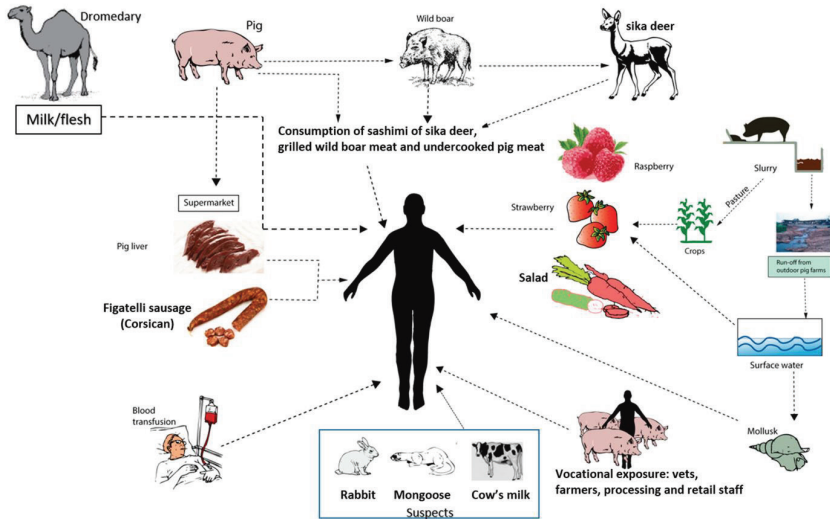 Dromedary
Pig
Wild boar
sika deer
Milk/flesh
Consumption of sashimi of sika deer,
grilled wild boar meat and undercooked pig meat
Raspberry
Slurry
Pasture
Supermarket
Strawberry
Crops
Pig liver
Run-off from
outdoor pig farms
Salad
Figatelli sausage
(Corsican)
Surface water
Blood
transfusion
Mollusk
Rabbit
Mongoose
Cow's milk
Suspects
Vocational exposure: vets,
farmers, processing and retail staff